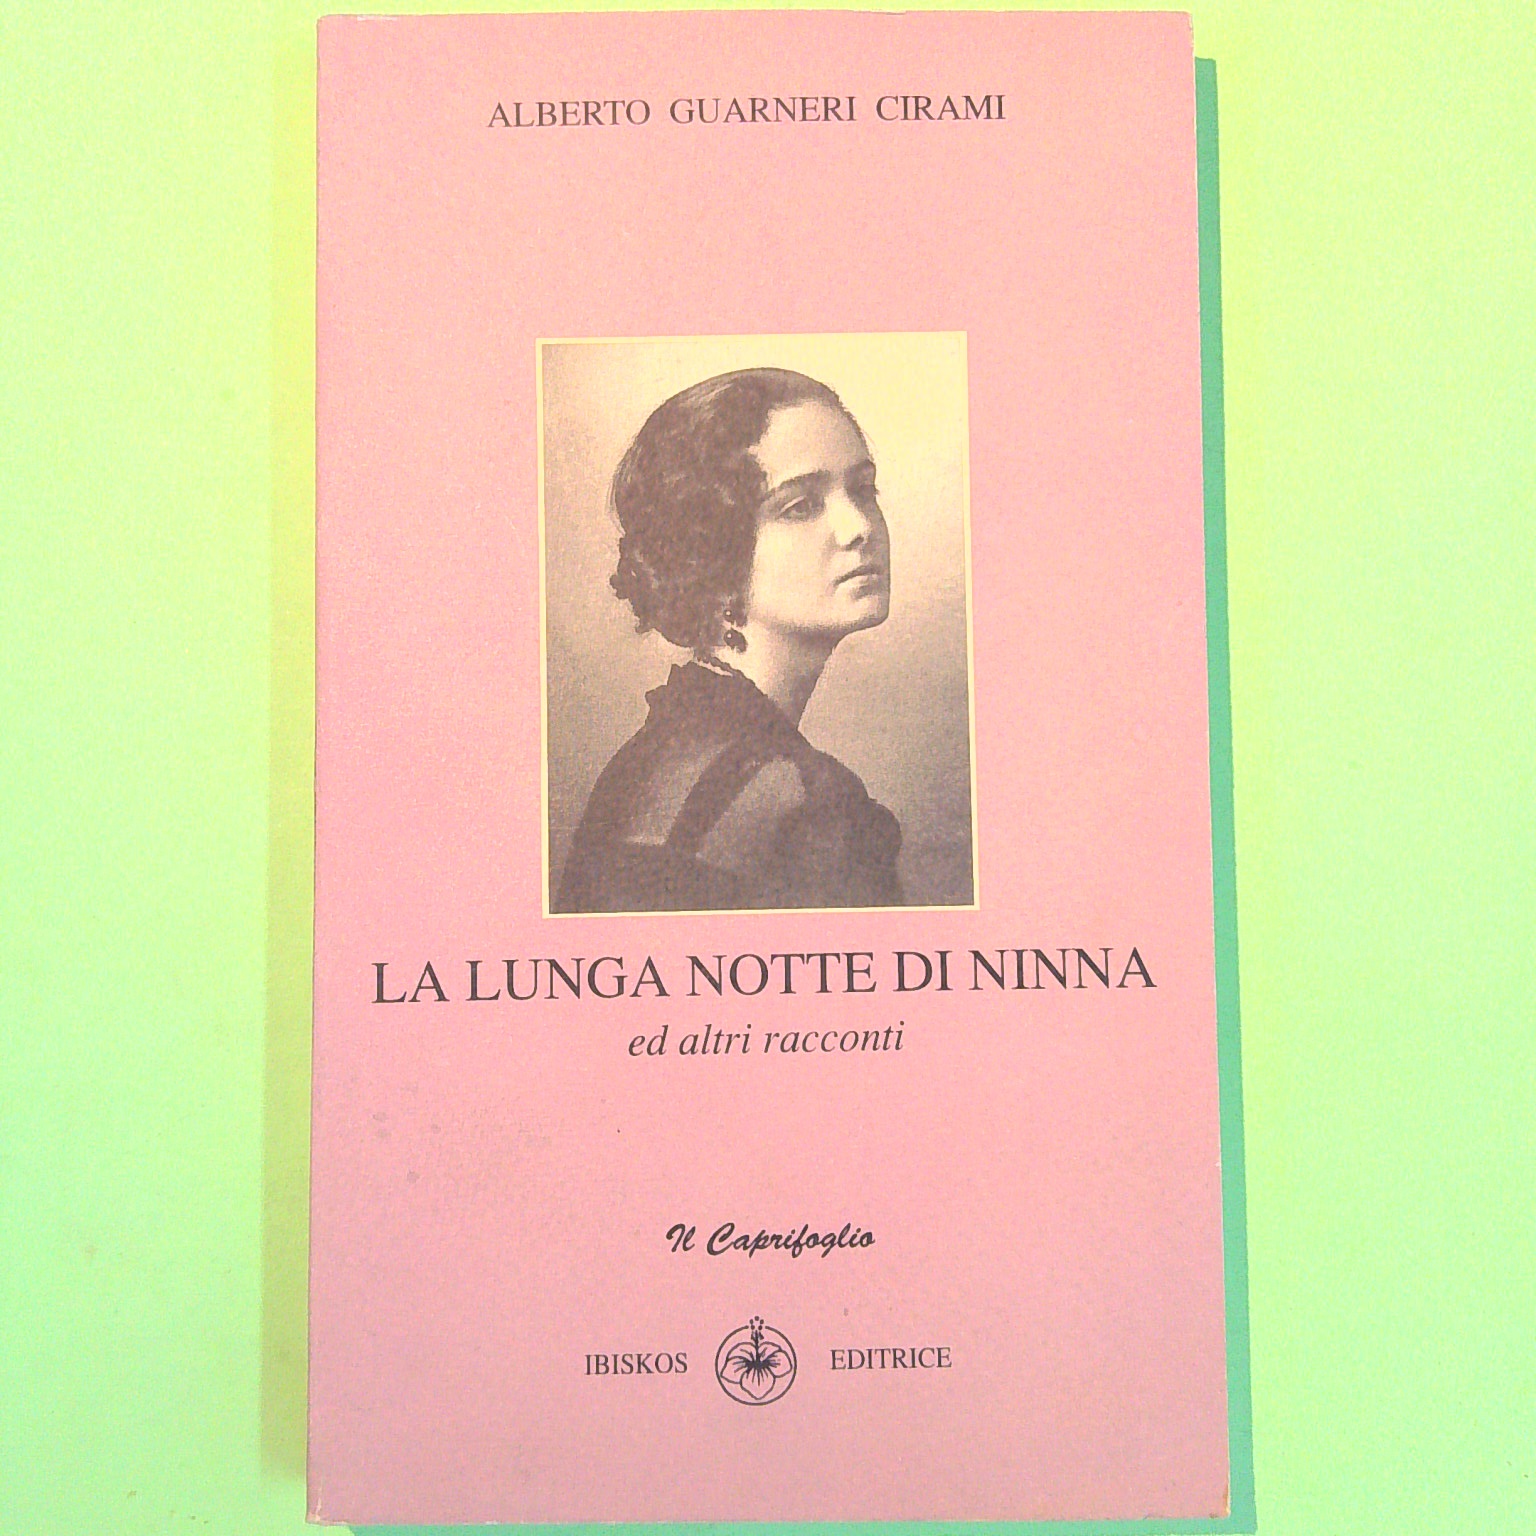 ALBERTO GUARNERI CIRAMI
LA LUNGA NOTTE DI NINNA
ed altri racconti
Il Caprifoglio
IBISKOS EDITRICE